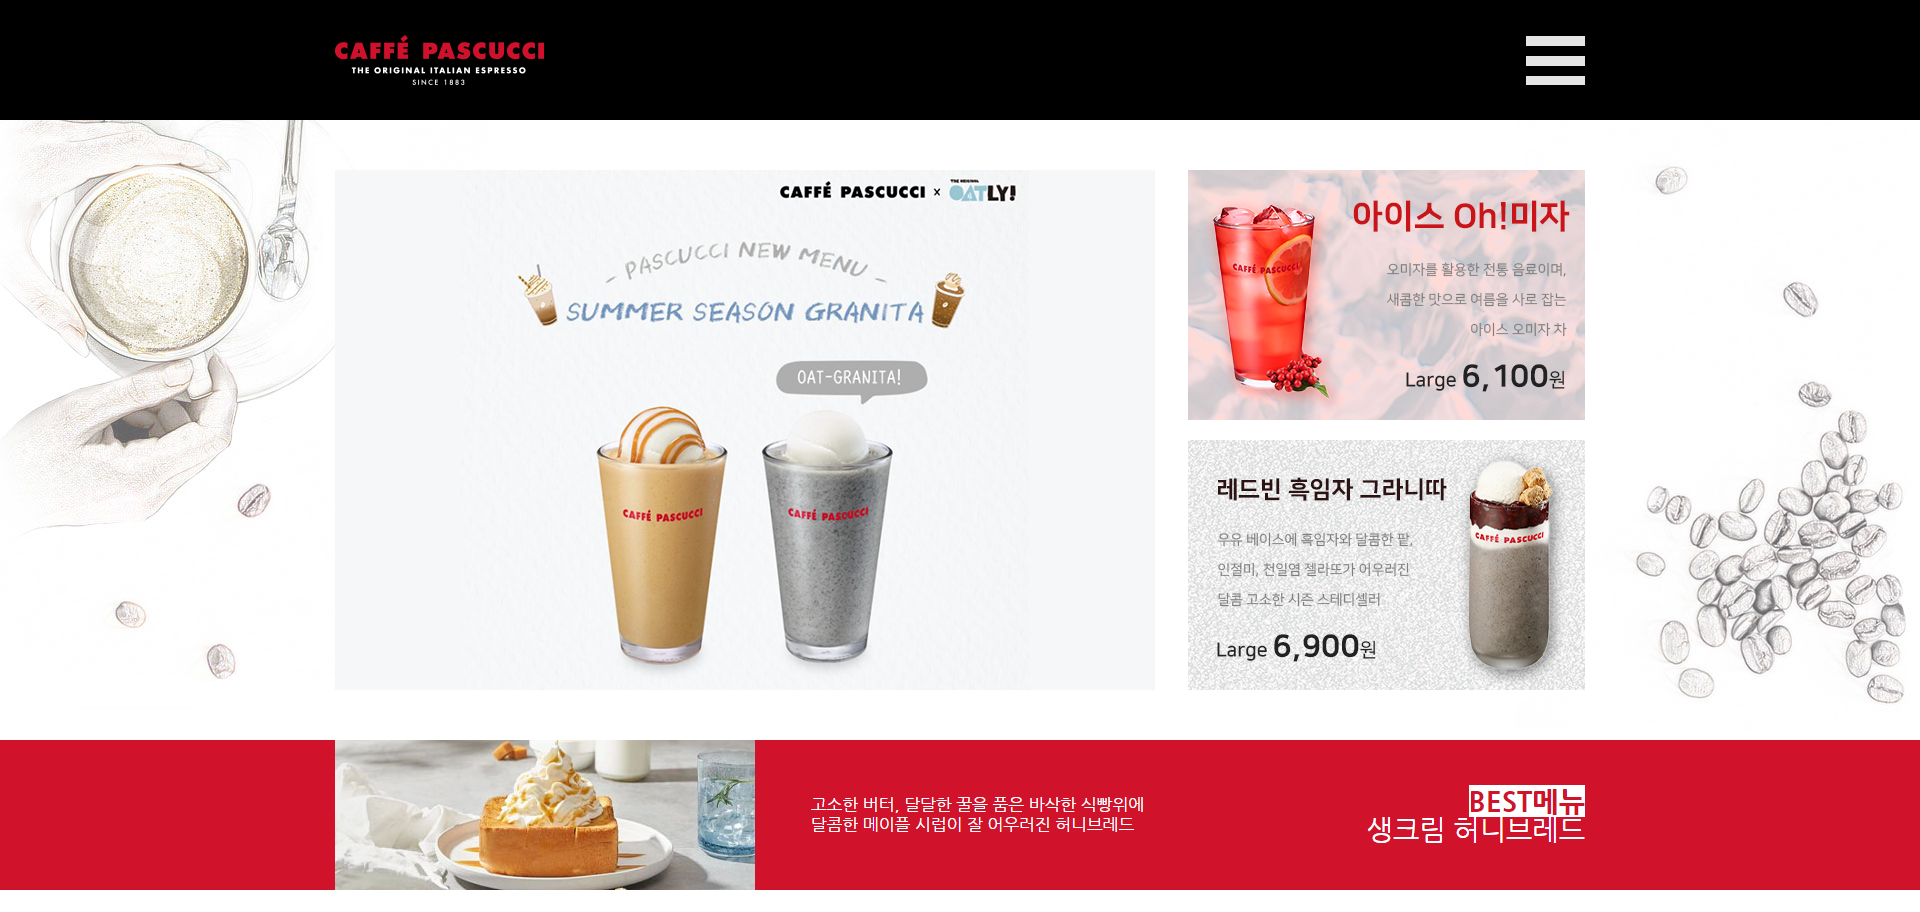 CAFFÉ PASCUCCI
THE ORIGINAL ITALIAN ESPRESSO
SINCE 1883
CAFFÉ PASCUCCI x THE ORIGINAL OATLY!
PASCUCCI NEW MENU
SUMMER SEASON GRANITA
OAT-GRANITA!
CAFFÉ PASCUCCI
CAFFÉ PASCUCCI
아이스 Oh!미자
CAFFÉ PASCUCCI
오미자를 활용한 전통 음료이며,
새콤한 맛으로 여름을 사로 잡는
아이스 오미자 차
Large 6,100원
레드빈 흑임자 그라니따
CAFFÉ PASCUCCI
우유 베이스에 흑임자와 달콤한 팥,
인절미, 천일염 젤라또가 어우러진
달콤 고소한 시즌 스테디셀러
Large 6,900원
고소한 버터, 달달한 꿀을 품은 바삭한 식빵위에
달콤한 메이플 시럽이 잘 어우러진 허니브레드
BEST메뉴
생크림 허니브레드